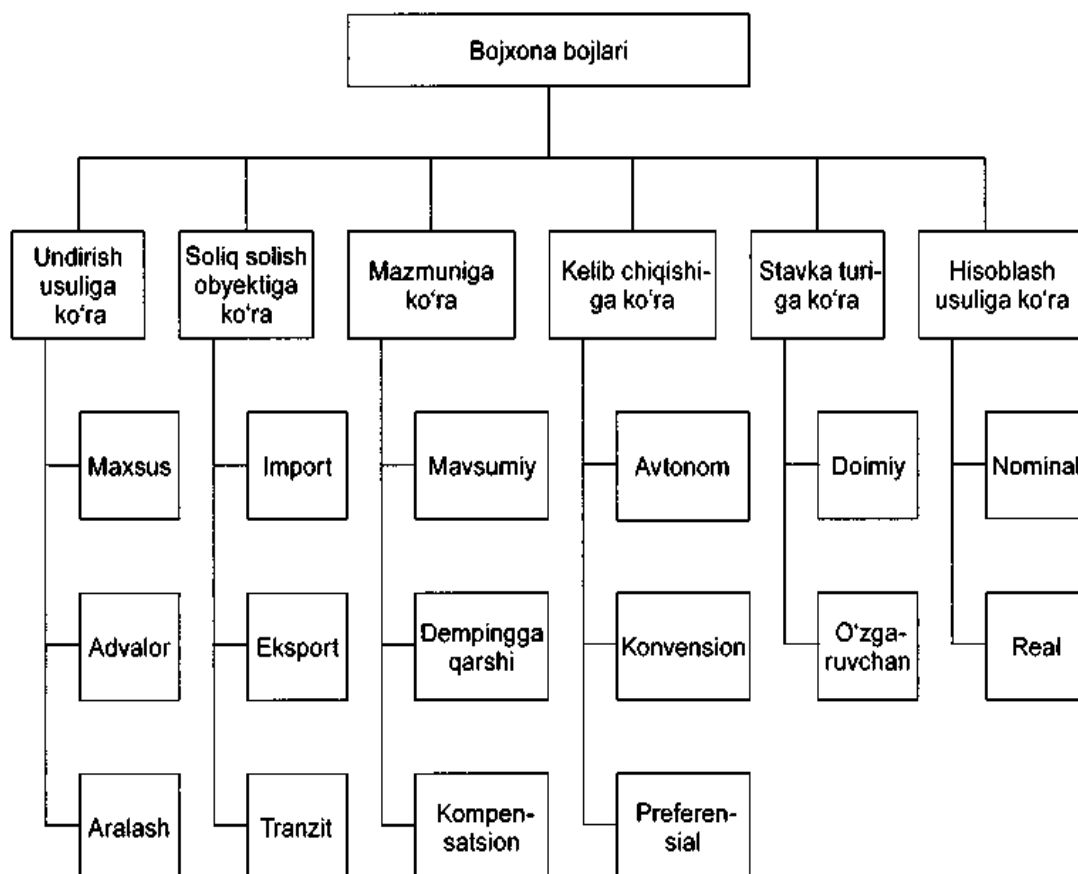 Bojxona bojlari
Undirish
usuliga
ko‘ra
Soliq solish
obyektiga
ko‘ra
Mazmuniga
ko‘ra
Kelib chiqishi-
ga ko‘ra
Stavka turi-
ga ko‘ra
Hisoblash
usuliga ko‘ra
Maxsus
Import
Mavsumiy
Avtonom
Doimiy
Nominal
Advalor
Eksport
Dempingga
qarshi
Konvension
O‘zga-
ruvchan
Real
Aralash
Tranzit
Kompen-
satsion
Preferen-
sial